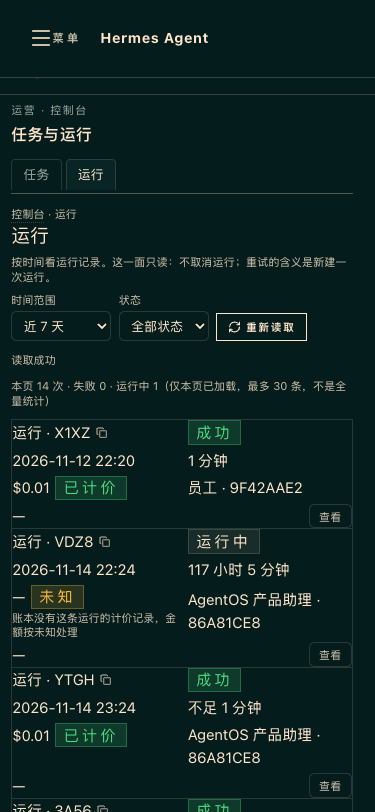 菜单 Hermes Agent
运营 · 控制台
任务与运行
任务 运行
控制台 · 运行
运行
按时间看运行记录。这一面只读：不取消运行；重试的含义是新建一
次运行。
时间范围 状态
近 7 天 全部状态 重新读取
读取成功
本页 14 次 · 失败 0 · 运行中 1（仅本页已加载，最多 30 条，不是全
量统计）
运行 · X1XZ 成功
2026-11-12 22:20 1 分钟
$0.01 已计价 员工 · 9F42AAE2
— 查看
运行 · VDZ8 运行中
2026-11-14 22:24 117 小时 5 分钟
— 未知 AgentOS 产品助理 ·
86A81CE8
账本没有这条运行的计价记录，金
额按未知处理
— 查看
运行 · YTGH 成功
2026-11-14 23:24 不足 1 分钟
$0.01 已计价 AgentOS 产品助理 ·
86A81CE8
— 查看
运行 · 3A56 成功